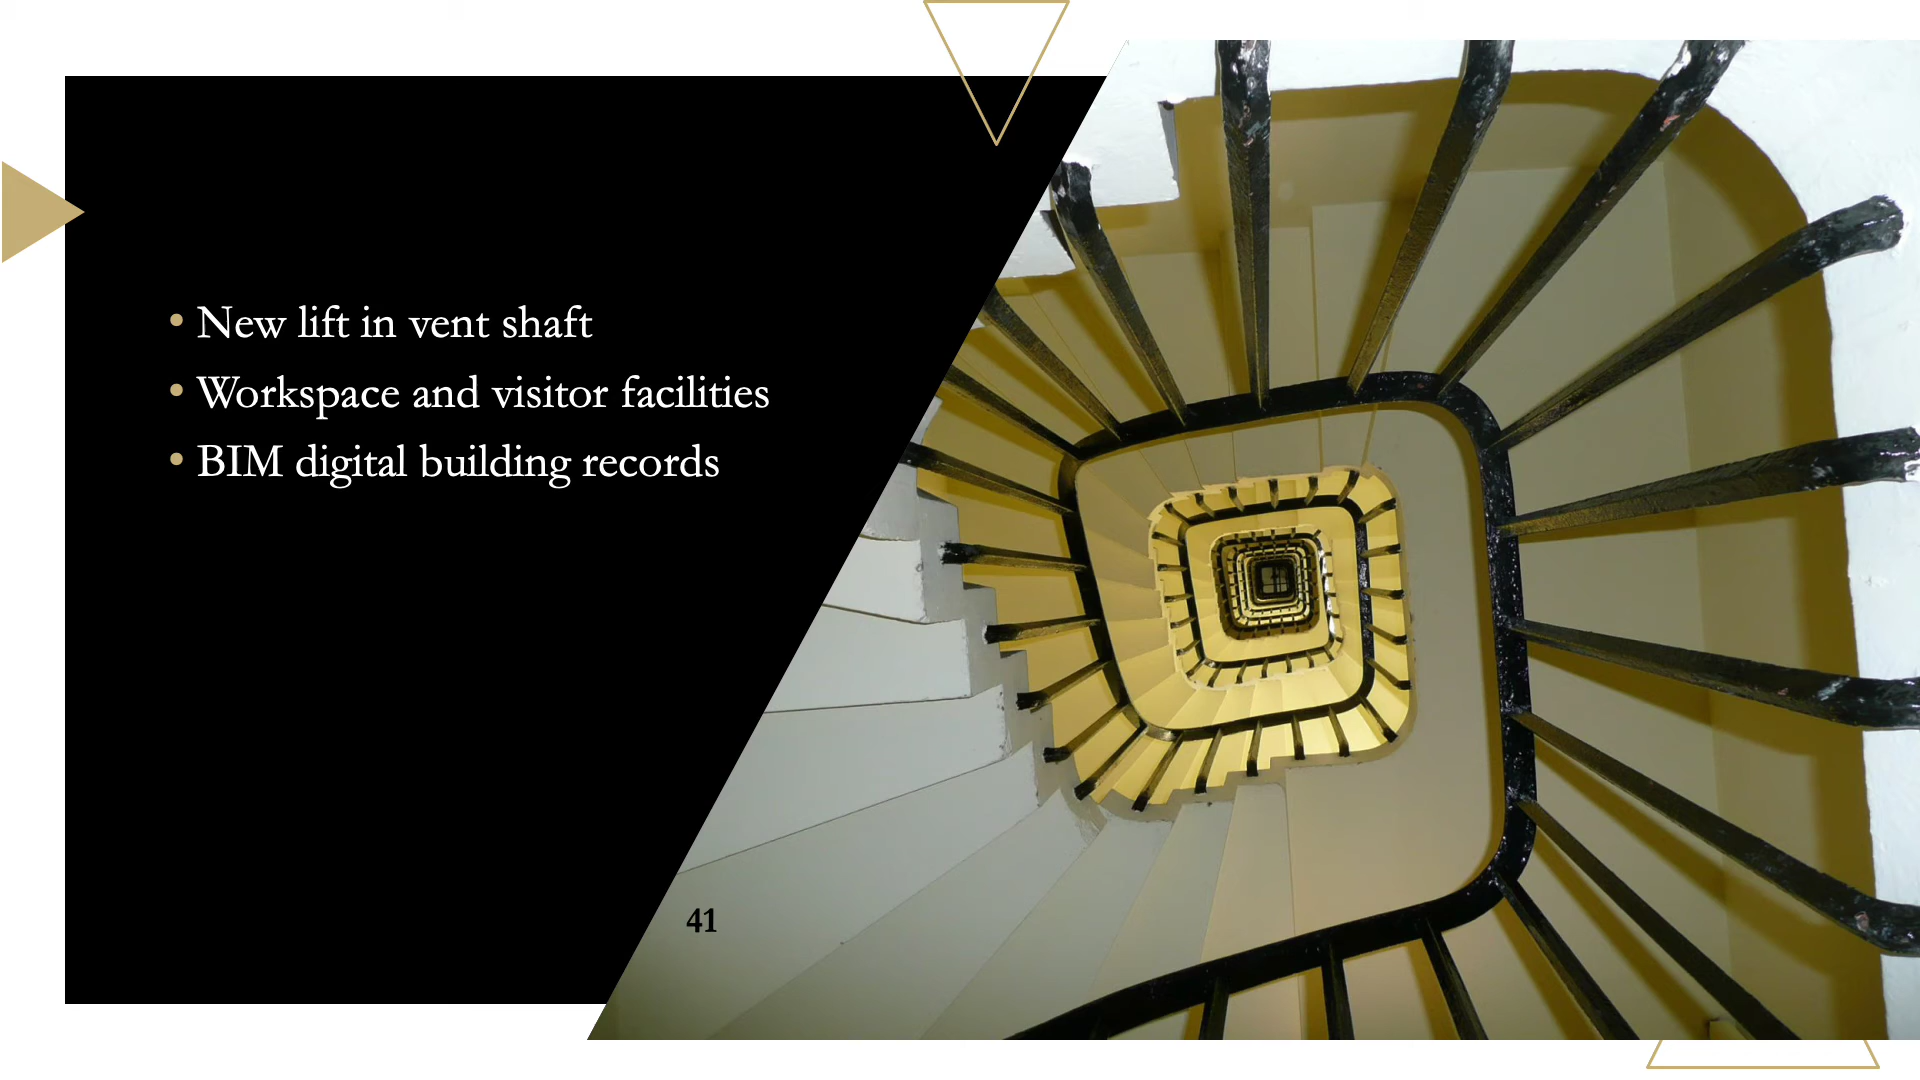 • New lift in vent shaft
• Workspace and visitor facilities
• BIM digital building records
41